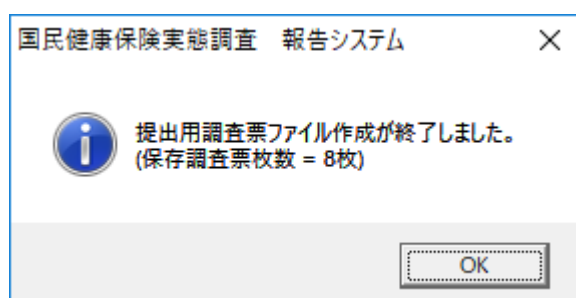 国民健康保険実態調査　報告システム
提出用調査票ファイル作成が終了しました。
(保存調査票枚数 = 8枚)
OK